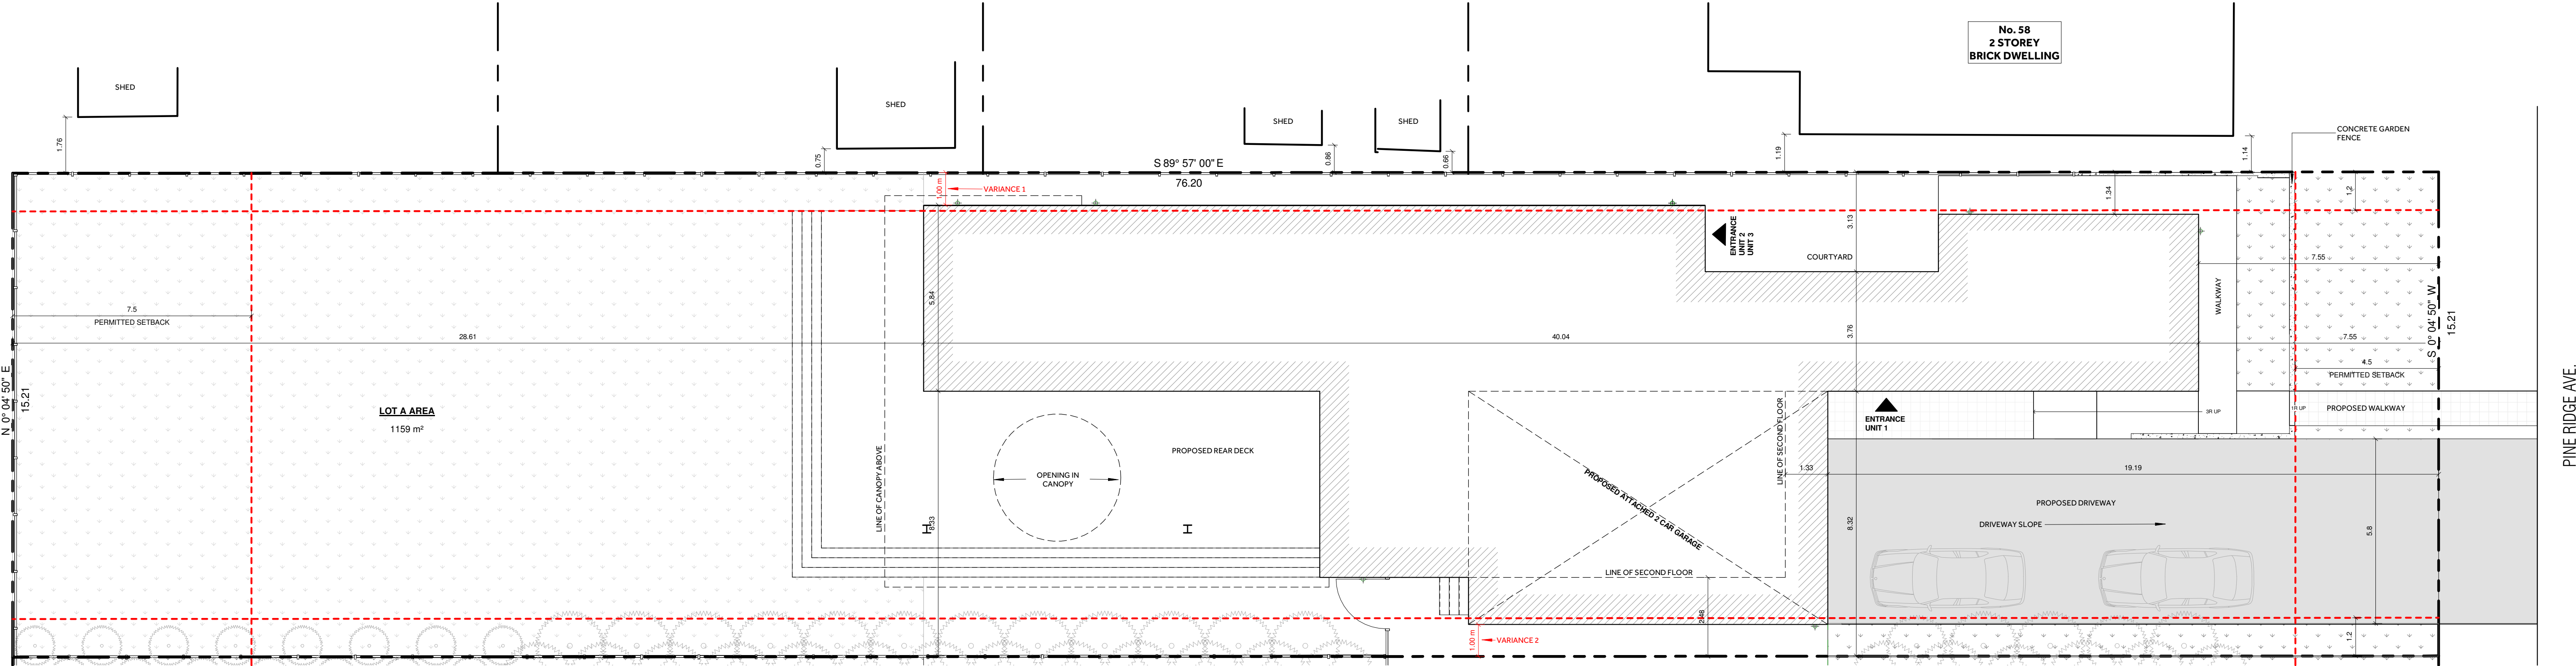 No. 58
2 STOREY
BRICK DWELLING
SHED
SHED
SHED
SHED
CONCRETE GARDEN
FENCE
1.76
0.75
0.86
0.66
1.19
1.14
S 89° 57' 00" E
76.20
1.00 m
VARIANCE 1
1.34
1.2
3.13
ENTRANCE
UNIT 2
UNIT 3
COURTYARD
WALKWAY
7.55
7.5
PERMITTED SETBACK
5.84
28.61
40.04
3.76
7.55
4.5
PERMITTED SETBACK
S 0° 04' 50" W
15.21
N 0° 04' 50" E
15.21
LOT A AREA
1159 m²
LINE OF CANOPY ABOVE
OPENING IN
CANOPY
PROPOSED REAR DECK
8.33
LINE OF SECOND FLOOR
PROPOSED ATTACHED 2 CAR GARAGE
LINE OF SECOND FLOOR
ENTRANCE
UNIT 1
3R UP
1R UP
PROPOSED WALKWAY
1.33
19.19
PROPOSED DRIVEWAY
DRIVEWAY SLOPE
8.32
5.8
2.48
1.00 m
VARIANCE 2
1.2
PINE RIDGE AVE.